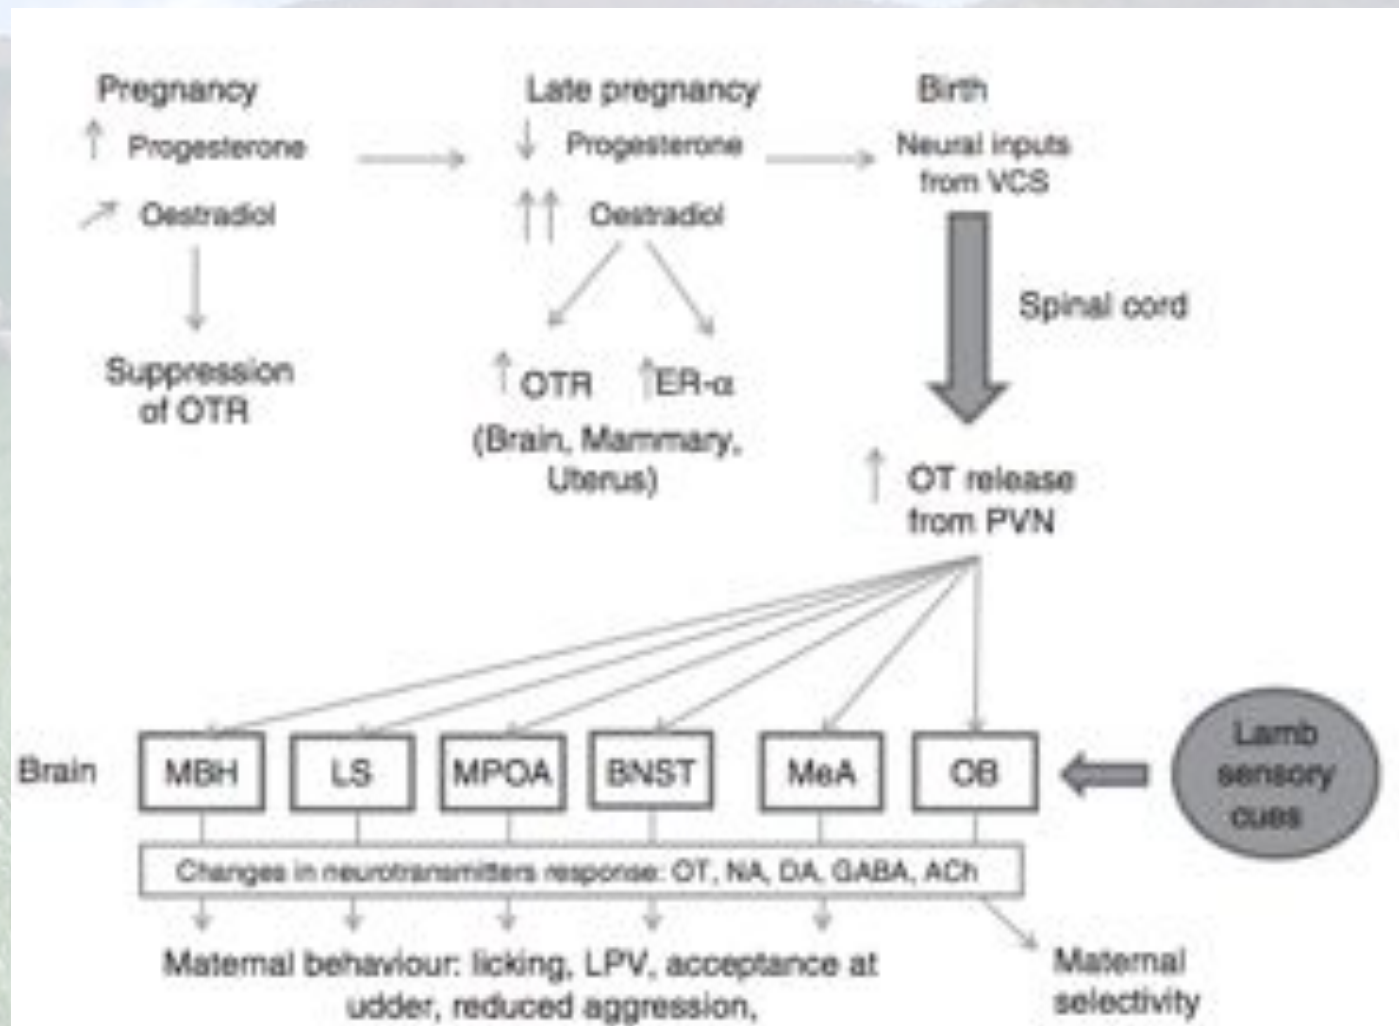 Pregnancy
↑ Progesterone
↗ Oestradiol
Suppression
of OTR
Late pregnancy
↓ Progesterone
↑↑ Oestradiol
↑ OTR ↑ER-α
(Brain, Mammary,
Uterus)
Birth
Neural inputs
from VCS
Spinal cord
↑ OT release
from PVN
Brain
MBH LS MPOA BNST MeA OB
Lamb
sensory
cues
Changes in neurotransmitters response: OT, NA, DA, GABA, ACh
Maternal behaviour: licking, LPV, acceptance at
udder, reduced aggression,
Maternal
selectivity